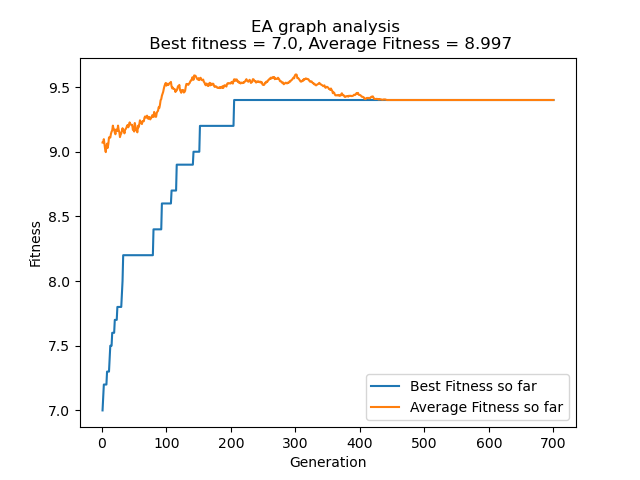 EA graph analysis
Best fitness = 7.0, Average Fitness = 8.997
9.5
9.0
8.5
8.0
7.5
7.0
Fitness
0 100 200 300 400 500 600 700
Generation
Best Fitness so far
Average Fitness so far